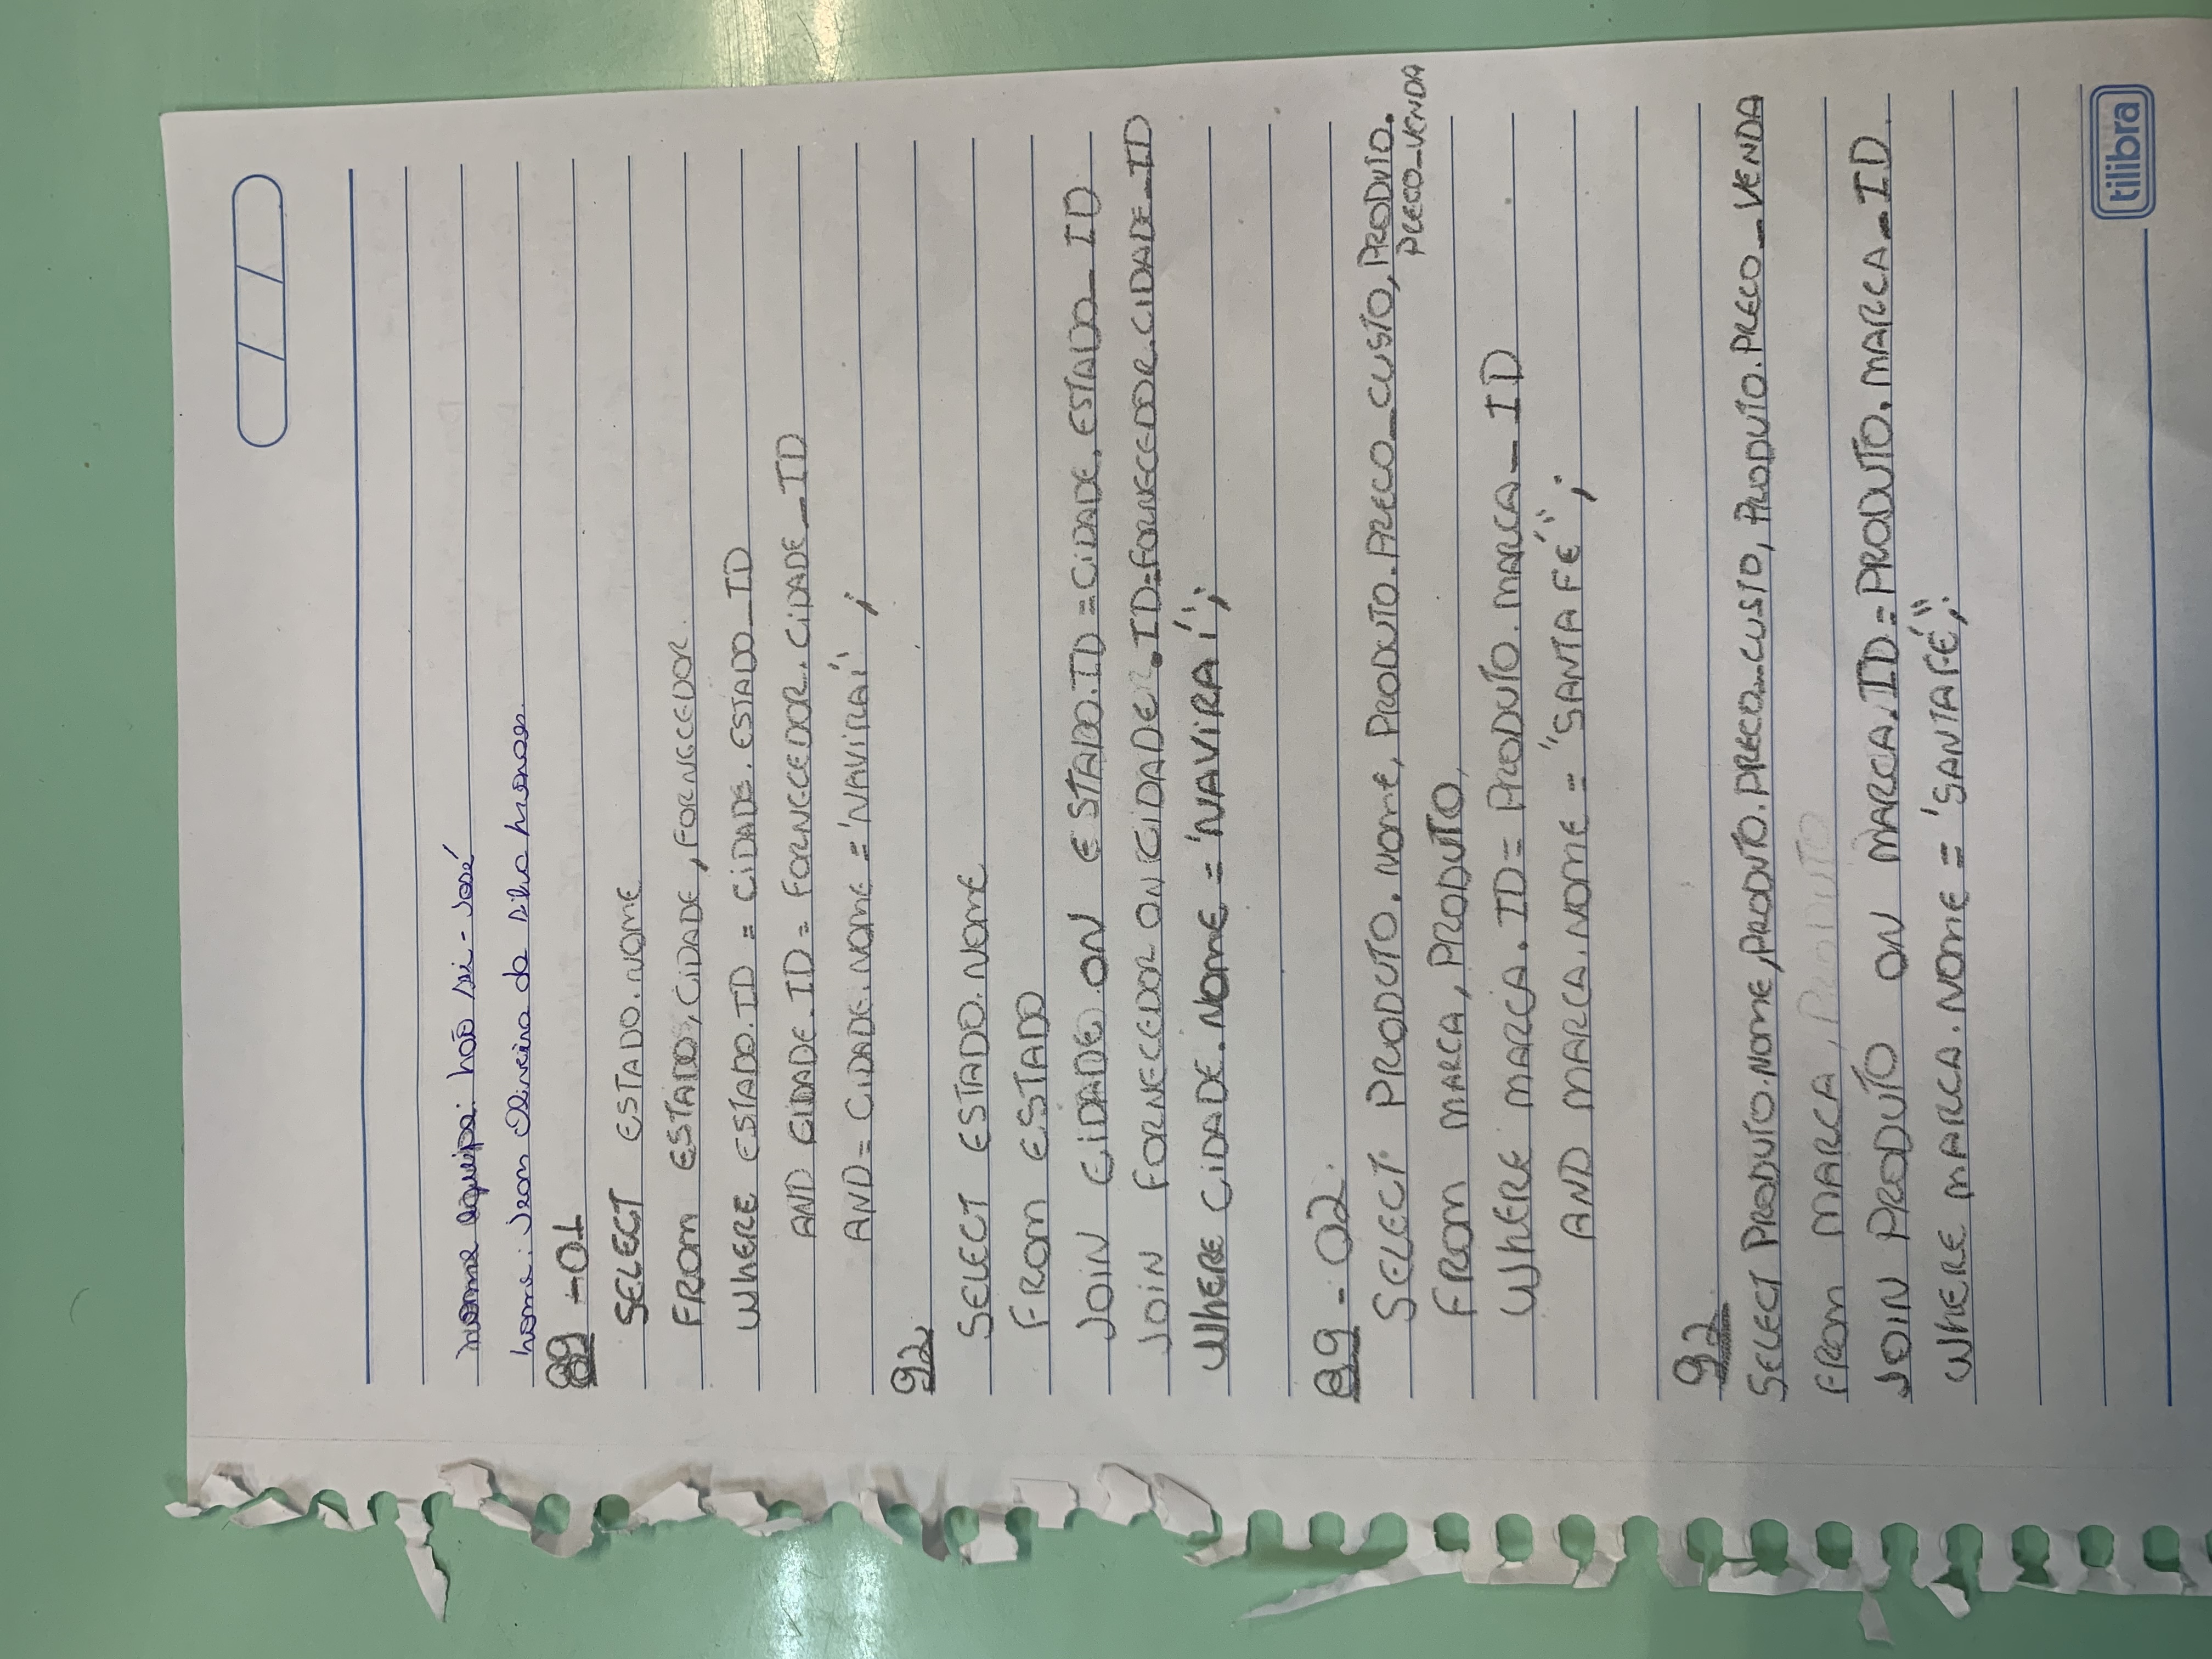 nome equipe: não sei - José
nome: Jean Oliveira da Silva Moraes
89 - 01
SELECT ESTADO.NOME
FROM ESTADO, CIDADE, FORNECEDOR
WHERE ESTADO.ID = CIDADE.ESTADO_ID
AND CIDADE.ID = FORNECEDOR.CIDADE_ID
AND = CIDADE.NOME = 'NAVIRAÍ' ;
92
SELECT ESTADO.NOME
FROM ESTADO
JOIN CIDADE ON ESTADO.ID = CIDADE.ESTADO_ID
JOIN FORNECEDOR ON CIDADE.ID = FORNECEDOR.CIDADE_ID
WHERE CIDADE.NOME = 'NAVIRAÍ';
89 - 02
SELECT PRODUTO.NOME, PRODUTO.PRECO_CUSTO, PRODUTO.
PRECO_VENDA
FROM MARCA, PRODUTO,
WHERE MARCA.ID = PRODUTO.MARCA_ID
AND MARCA.NOME = "SANTA FÉ" ;
92
SELECT PRODUTO.NOME, PRODUTO.PRECO_CUSTO, PRODUTO.PRECO_VENDA
FROM MARCA, PRODUTO
JOIN PRODUTO ON MARCA.ID = PRODUTO.MARCA_ID
WHERE MARCA.NOME = 'SANTA FÉ";
tilibra